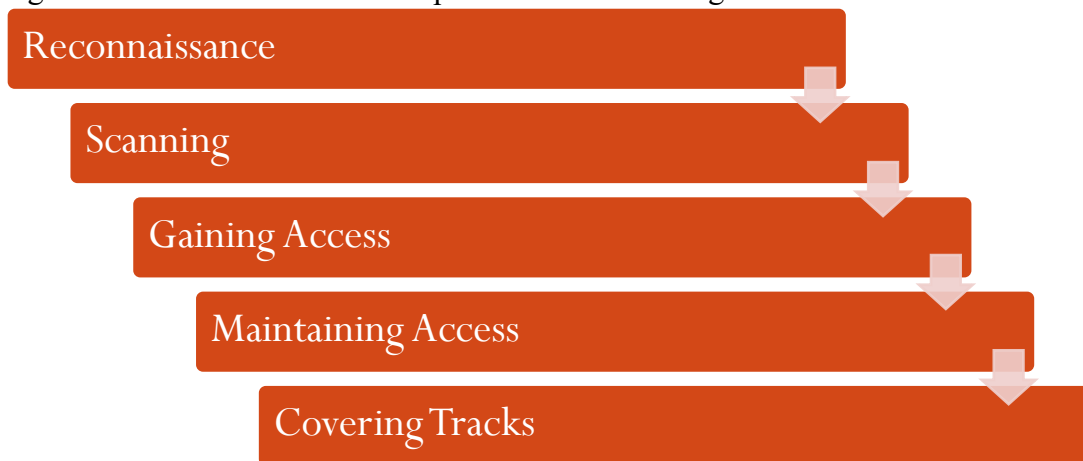 Reconnaissance
Scanning
Gaining Access
Maintaining Access
Covering Tracks